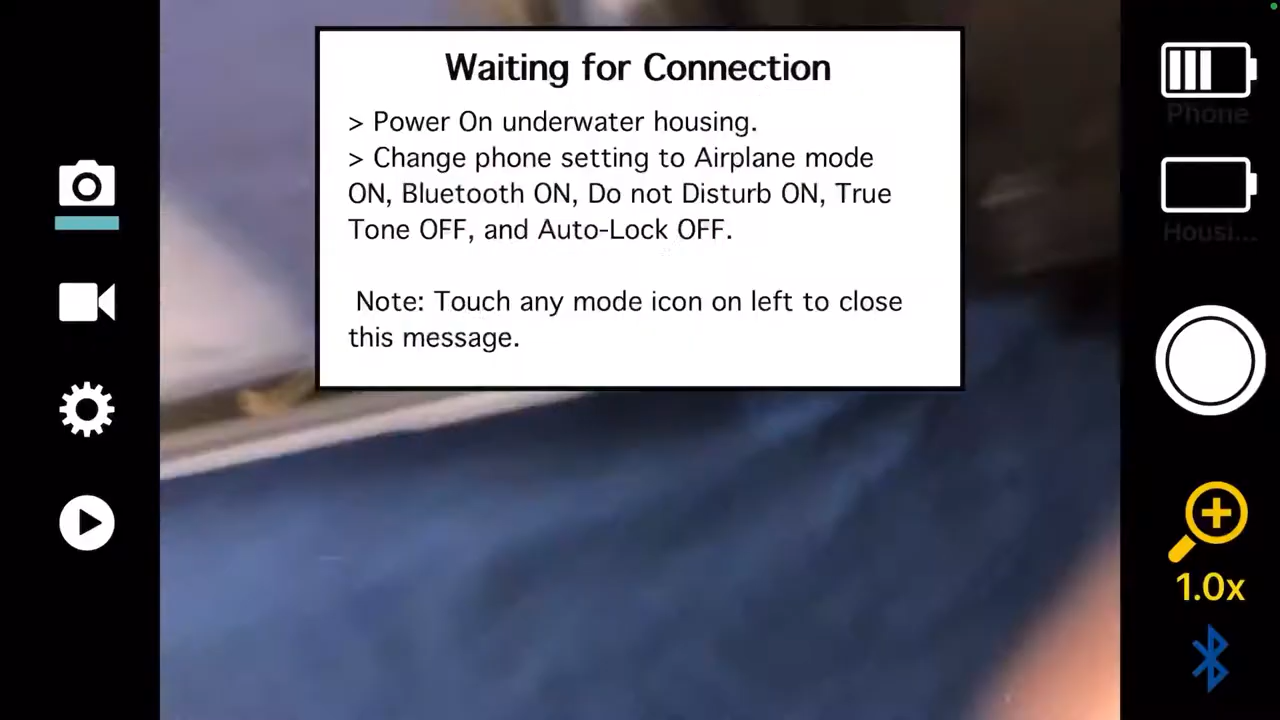 Waiting for Connection
> Power On underwater housing.
> Change phone setting to Airplane mode
ON, Bluetooth ON, Do not Disturb ON, True
Tone OFF, and Auto-Lock OFF.
Note: Touch any mode icon on left to close
this message.
Phone
Housi...
1.0x